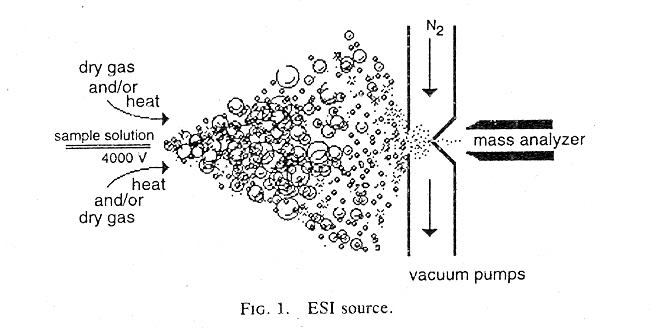 N2
dry gas
and/or
heat
sample solution
4000 V
heat
and/or
dry gas
mass analyzer
vacuum pumps
FIG. 1. ESI source.